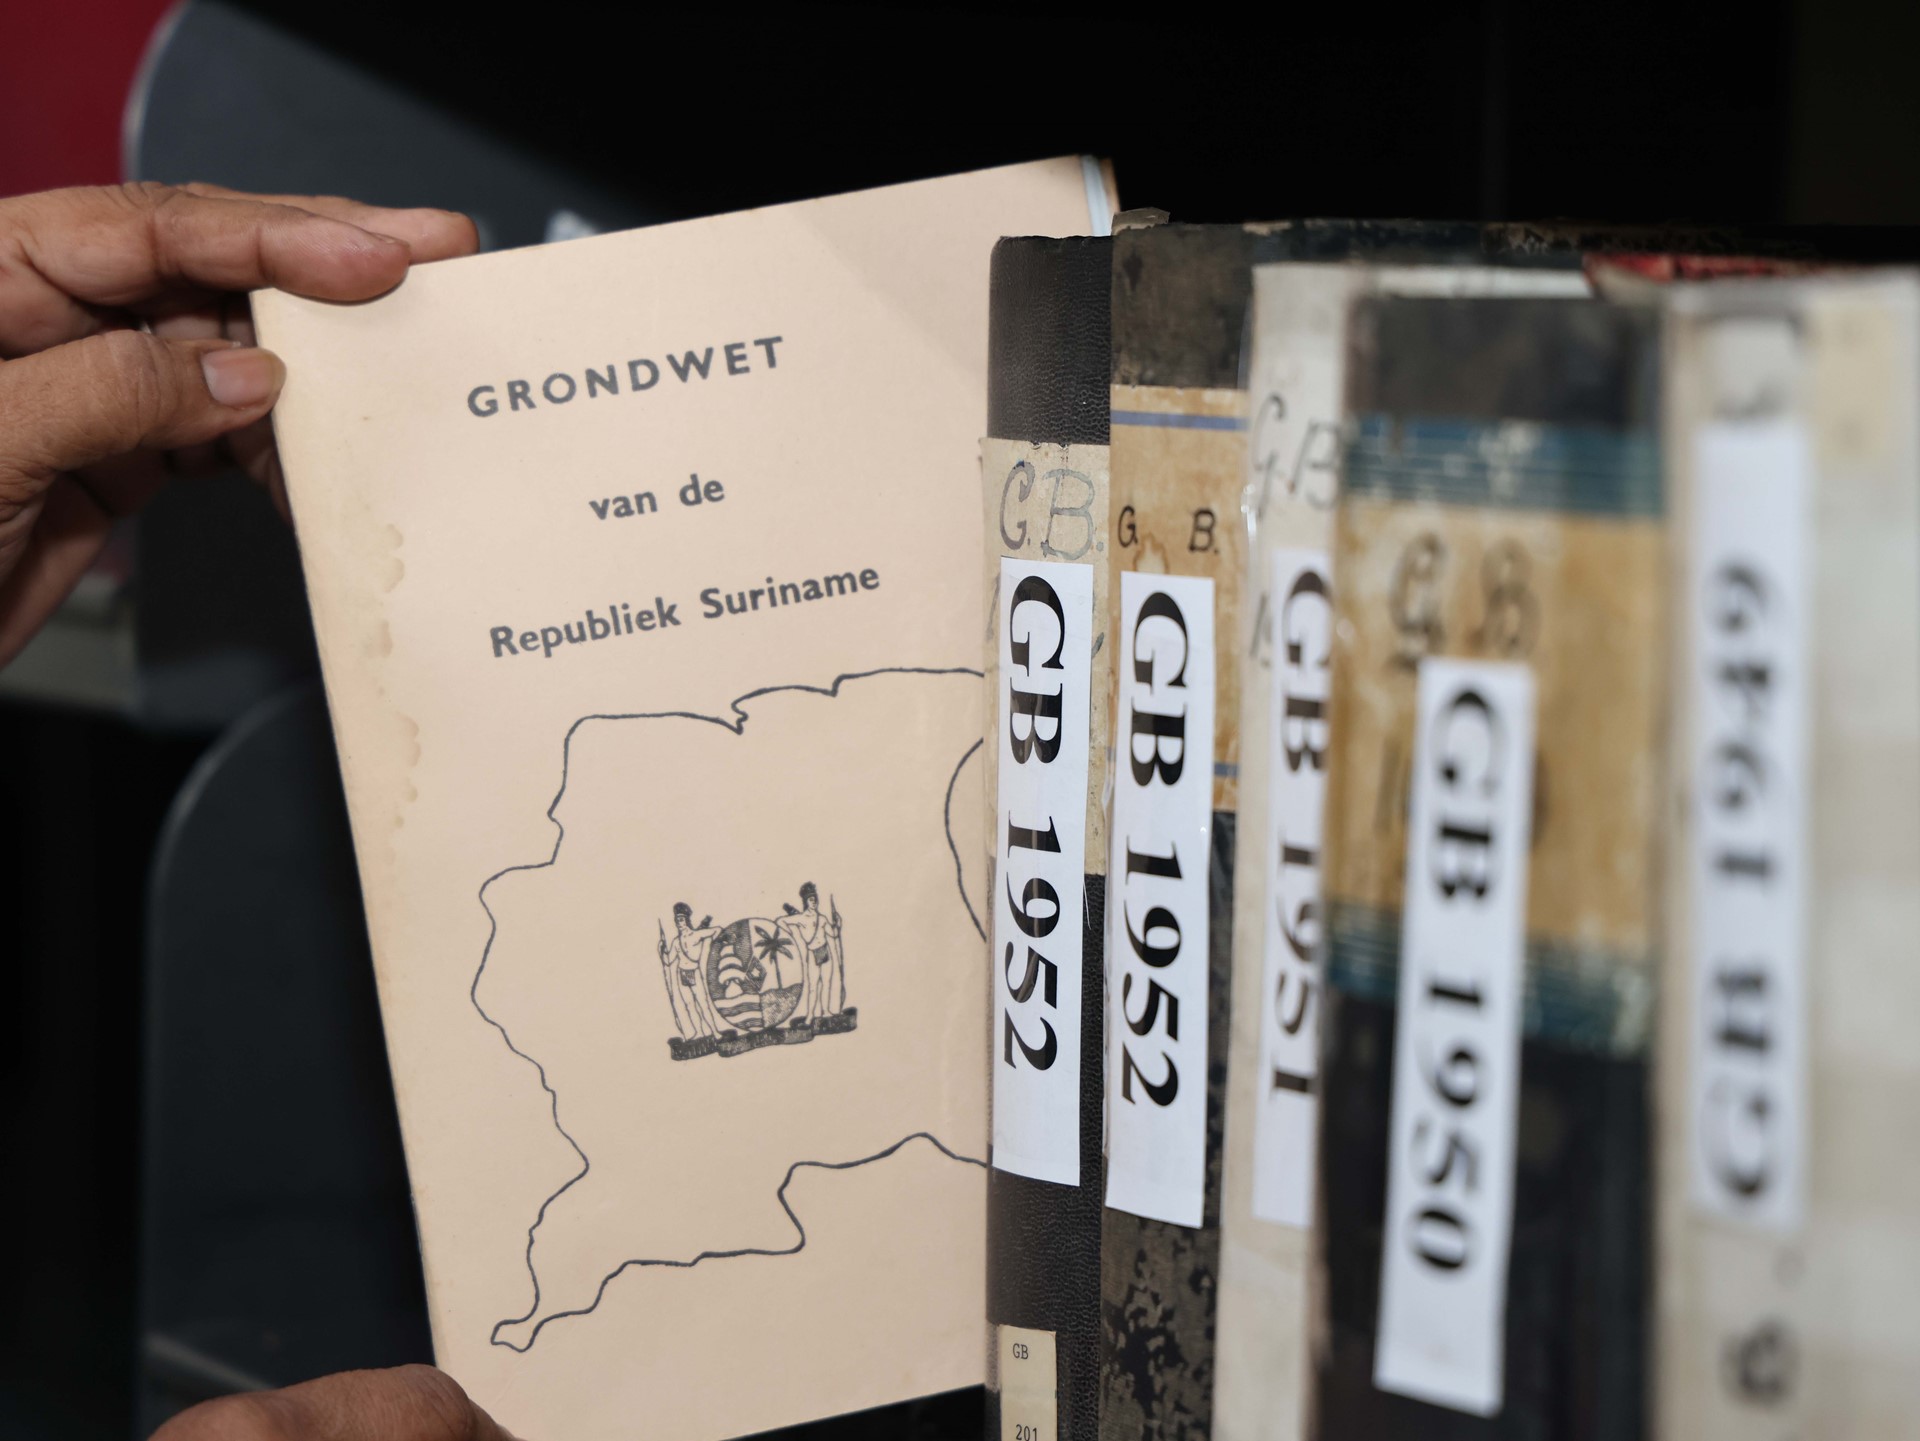 GRONDWET
van de
Republiek Suriname
G.B.
GB 1952
GB
201
G. B.
GB 1952
G.B
GB 1951
G B
GB 1950
GB 1949